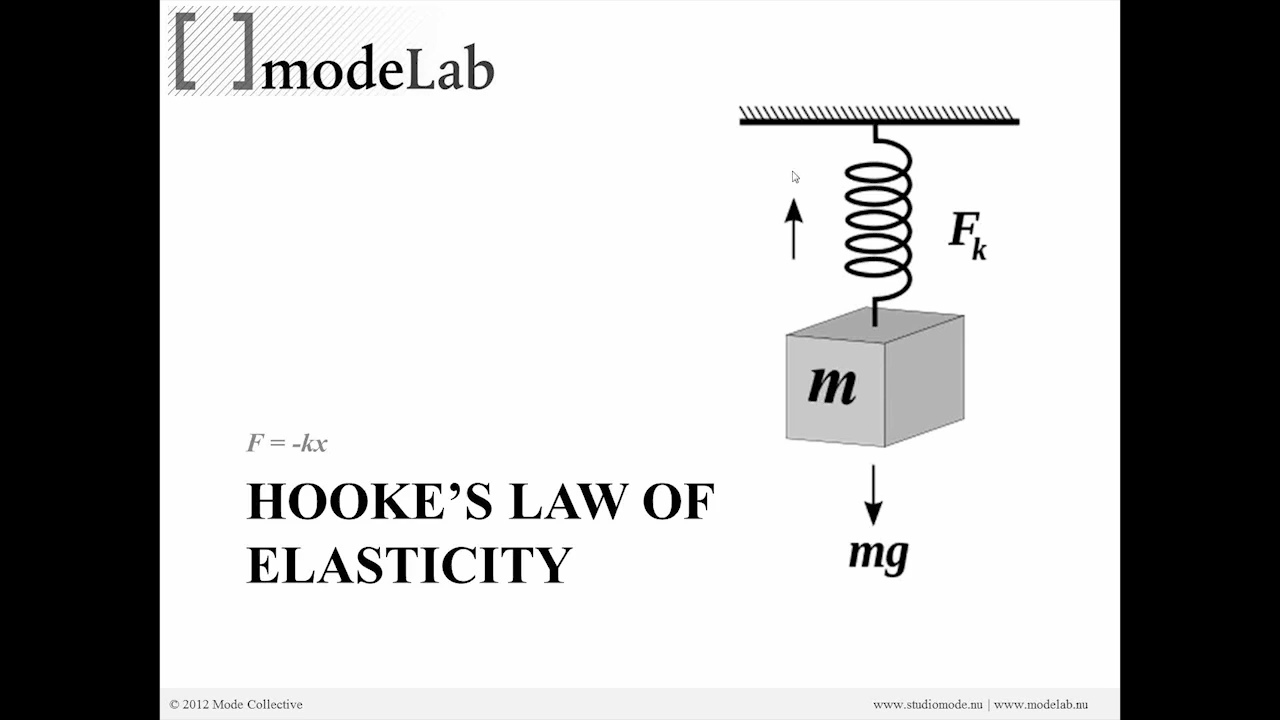 [ ] modeLab
F_k
m
F = -kx
HOOKE’S LAW OF
ELASTICITY
mg
© 2012 Mode Collective
www.studiomode.nu | www.modelab.nu